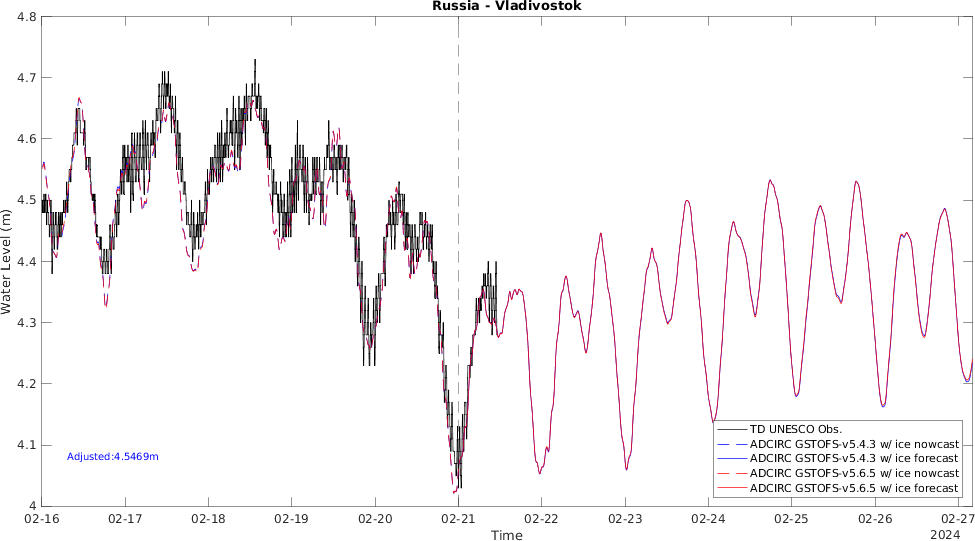 Russia - Vladivostok
4.8
4.7
4.6
4.5
4.4
4.3
4.2
4.1
4
Water Level (m)
Adjusted:4.5469m
TD UNESCO Obs.
ADCIRC GSTOFS-v5.4.3 w/ ice nowcast
ADCIRC GSTOFS-v5.4.3 w/ ice forecast
ADCIRC GSTOFS-v5.6.5 w/ ice nowcast
ADCIRC GSTOFS-v5.6.5 w/ ice forecast
02-16 02-17 02-18 02-19 02-20 02-21 02-22 02-23 02-24 02-25 02-26 02-27
Time
2024